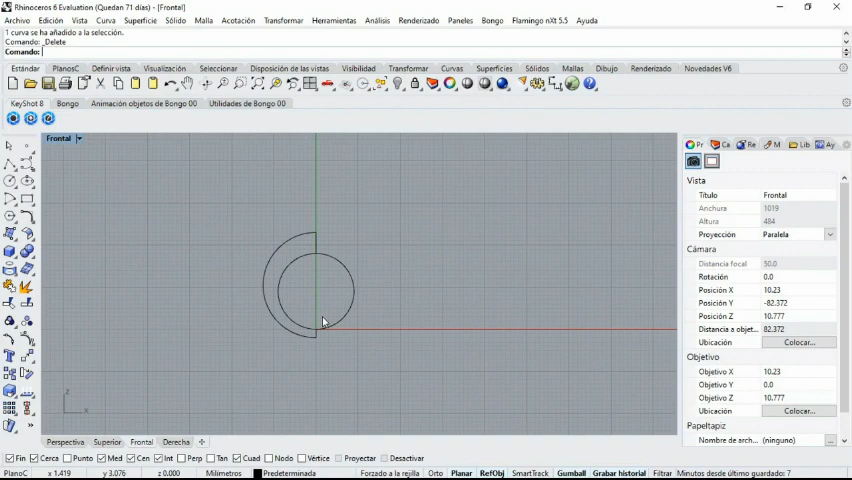 Rhinoceros 6 Evaluation (Quedan 71 días) - [Frontal]
Archivo Edición Vista Curva Superficie Sólido Malla Acotación Transformar Herramientas Análisis Renderizado Paneles Bongo Flamingo nXt 5.5 Ayuda
1 curva se ha añadido a la selección.
Comando: _Delete
Comando:
Estándar PlanosC Definir vista Visualización Seleccionar Disposición de las vistas Visibilidad Transformar Curvas Superficies Sólidos Mallas Dibujo Renderizado Novedades V6
KeyShot 8 Bongo Animación objetos de Bongo 00 Utilidades de Bongo 00
Frontal
z
x
Perspectiva Superior Frontal Derecha
Pr Ca Re M Lib Ay
Vista
Título Frontal
Anchura 1019
Altura 484
Proyección Paralela
Cámara
Distancia focal 50.0
Rotación 0.0
Posición X 10.23
Posición Y -82.372
Posición Z 10.777
Distancia a objet... 82.372
Ubicación Colocar...
Objetivo
Objetivo X 10.23
Objetivo Y 0.0
Objetivo Z 10.777
Ubicación Colocar...
Papeltapiz
Nombre de arch... (ninguno) ...
Fin Cerca Punto Med Cen Int Perp Tan Cuad Nodo Vértice Proyectar Desactivar
PlanoC x 1.419 y 3.076 z 0.000 Milímetros Predeterminada Forzado a la rejilla Orto Planar RefObj SmartTrack Gumball Grabar historial Filtrar Minutos desde último guardado: 7